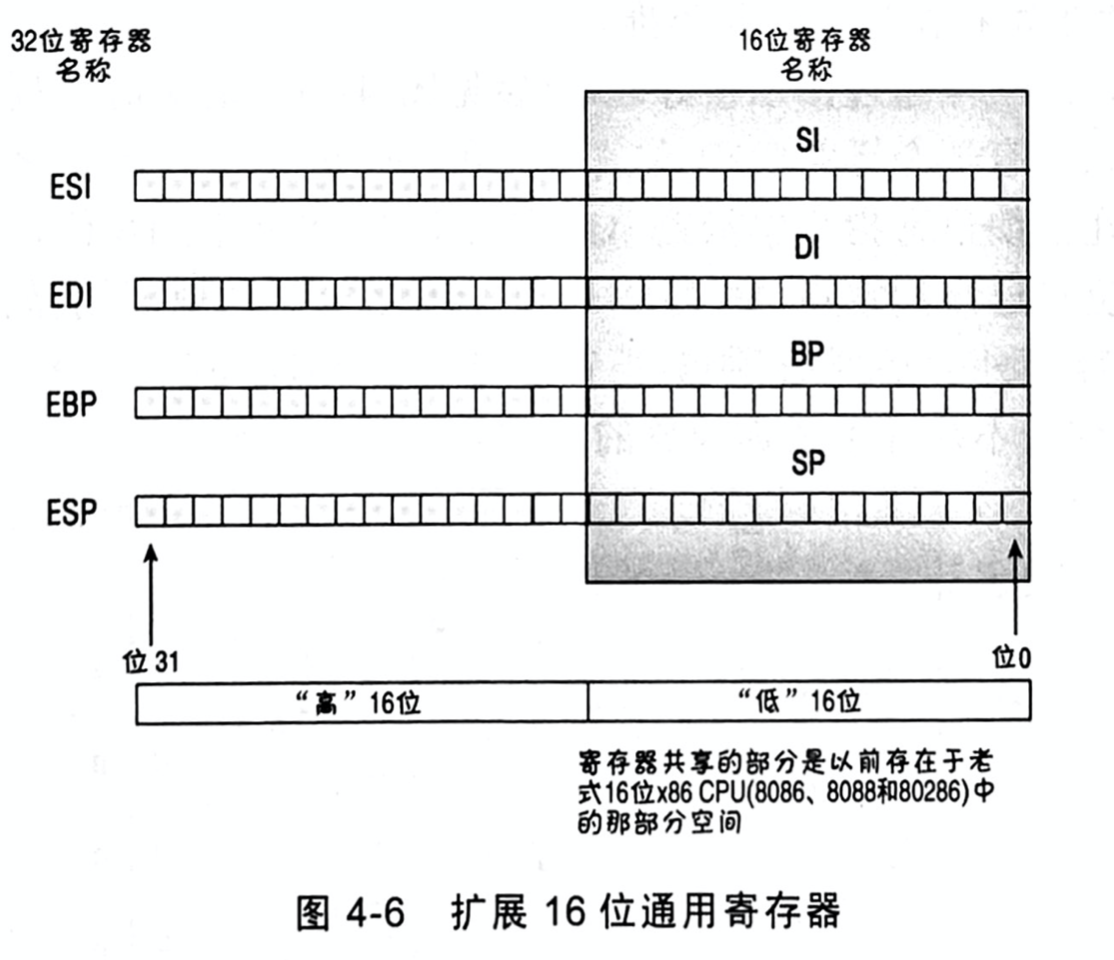 32位寄存器
名称
16位寄存器
名称
SI
ESI
DI
EDI
BP
EBP
SP
ESP
位 31
位0
“高” 16位
“低” 16位
寄存器共享的部分是以前存在于老
式16位x86 CPU(8086、8088和80286)中
的那部分空间
图 4-6 扩展 16 位通用寄存器